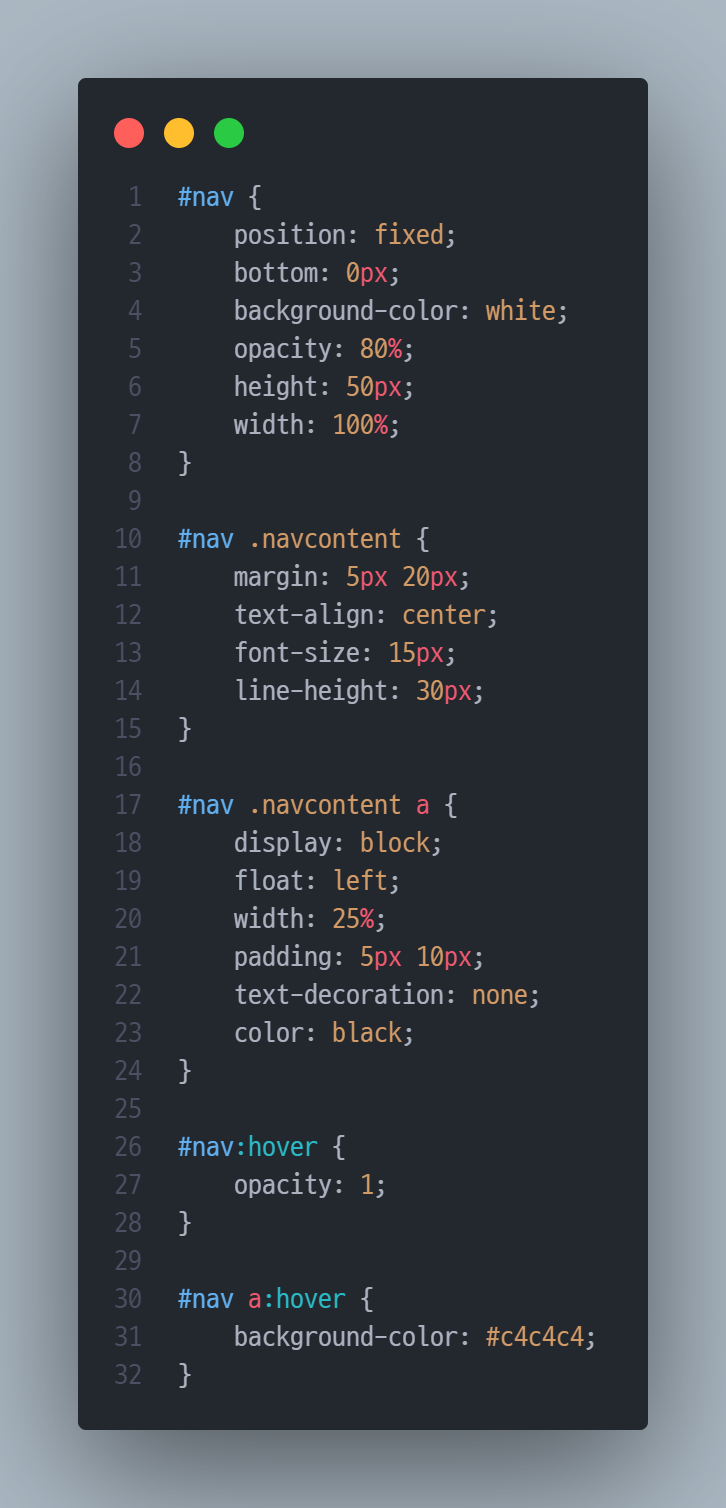 1 #nav {
2     position: fixed;
3     bottom: 0px;
4     background-color: white;
5     opacity: 80%;
6     height: 50px;
7     width: 100%;
8 }
9
10 #nav .navcontent {
11     margin: 5px 20px;
12     text-align: center;
13     font-size: 15px;
14     line-height: 30px;
15 }
16
17 #nav .navcontent a {
18     display: block;
19     float: left;
20     width: 25%;
21     padding: 5px 10px;
22     text-decoration: none;
23     color: black;
24 }
25
26 #nav:hover {
27     opacity: 1;
28 }
29
30 #nav a:hover {
31     background-color: #c4c4c4;
32 }